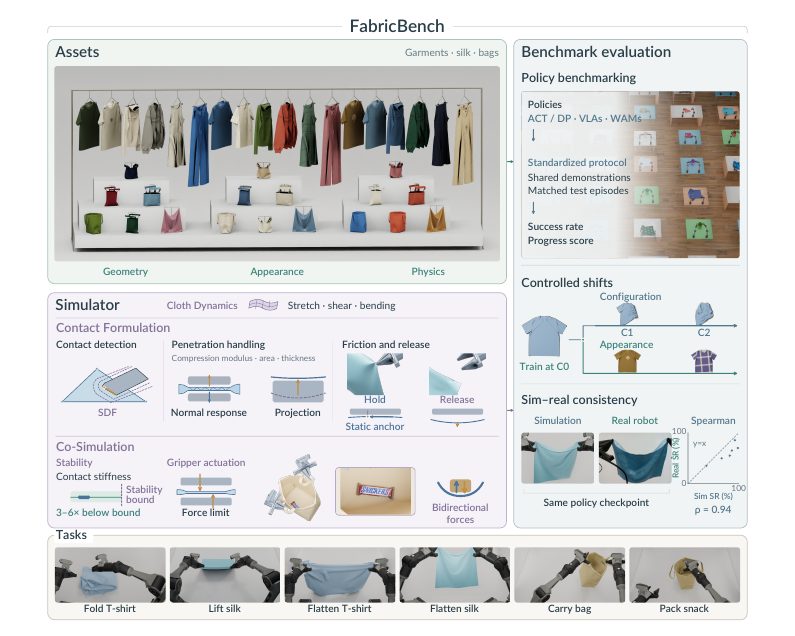 FabricBench
Assets
Garments · silk · bags
Geometry
Appearance
Physics
Simulator
Cloth Dynamics
Stretch · shear · bending
Contact Formulation
Contact detection
SDF
Penetration handling
Compression modulus · area · thickness
Normal response
Projection
Friction and release
Hold
Release
Static anchor
Co-Simulation
Stability
Contact stiffness
Stability
bound
3–6× below bound
Gripper actuation
Force limit
SNICKERS
Bidirectional
forces
Benchmark evaluation
Policy benchmarking
Policies
ACT / DP · VLAs · WAMs
Standardized protocol
Shared demonstrations
Matched test episodes
Success rate
Progress score
Controlled shifts
Configuration
C1
C2
Appearance
Train at C0
Sim–real consistency
Simulation
Real robot
Same policy checkpoint
Spearman
100
y=x
Real SR (%)
0
100
Sim SR (%)
ρ = 0.94
Tasks
Fold T-shirt
Lift silk
Flatten T-shirt
Flatten silk
Carry bag
Pack snack